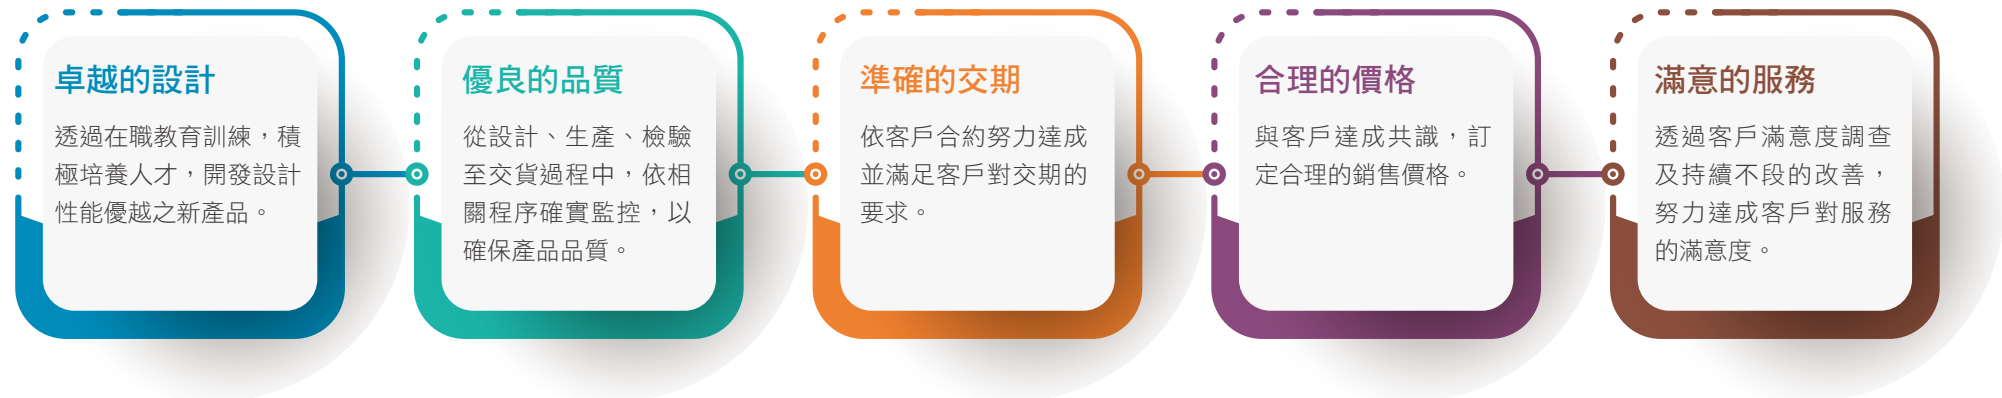 卓越的設計
透過在職教育訓練，積
極培養人才，開發設計
性能優越之新產品。
優良的品質
從設計、生產、檢驗
至交貨過程中，依相
關程序確實監控，以
確保產品品質。
準確的交期
依客戶合約努力達成
並滿足客戶對交期的
要求。
合理的價格
與客戶達成共識，訂
定合理的銷售價格。
滿意的服務
透過客戶滿意度調查
及持續不段的改善，
努力達成客戶對服務
的滿意度。